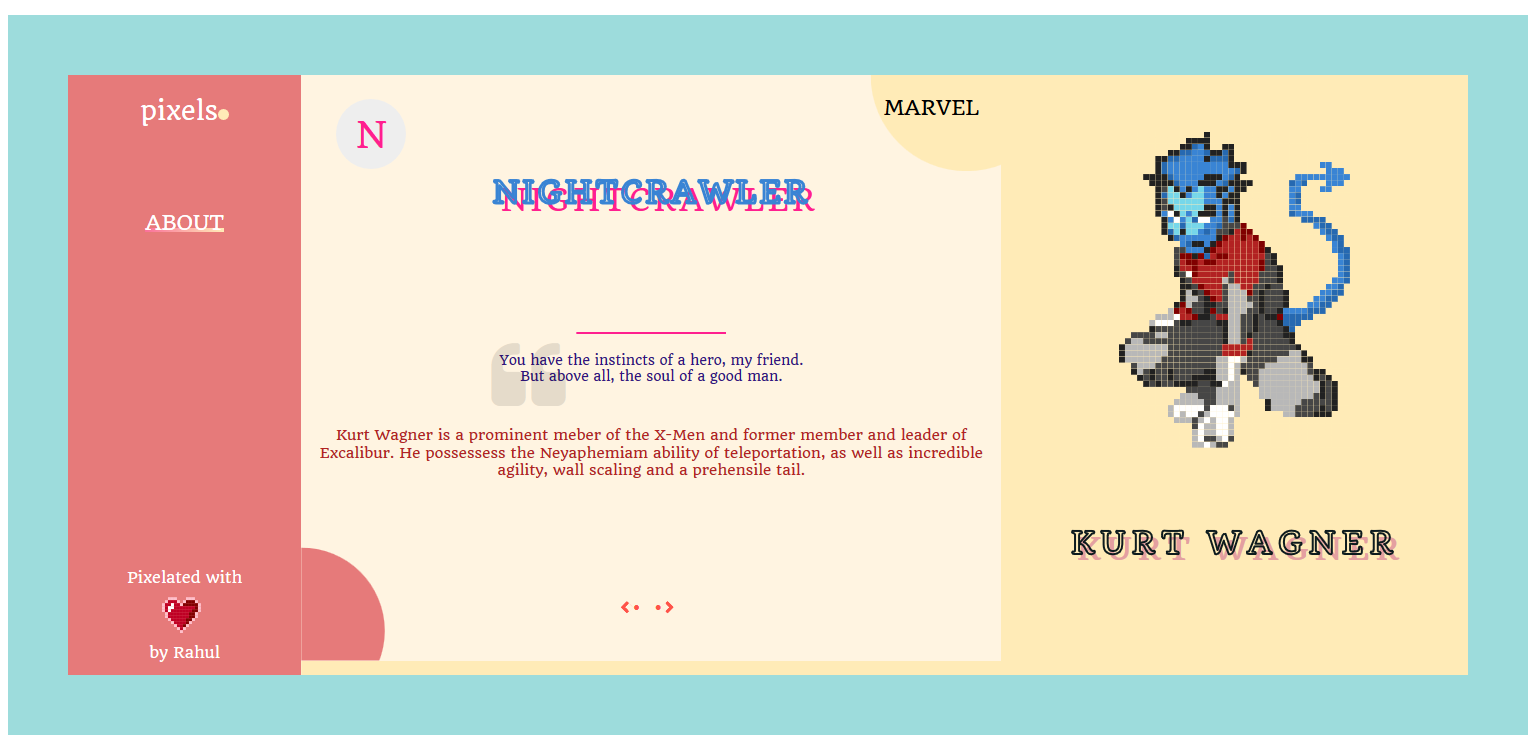 pixels
ABOUT
Pixelated with
by Rahul
N
MARVEL
NIGHTCRAWLER
You have the instincts of a hero, my friend.
But above all, the soul of a good man.
Kurt Wagner is a prominent meber of the X-Men and former member and leader of
Excalibur. He possessess the Neyaphemiam ability of teleportation, as well as incredible
agility, wall scaling and a prehensile tail.
KURT WAGNER